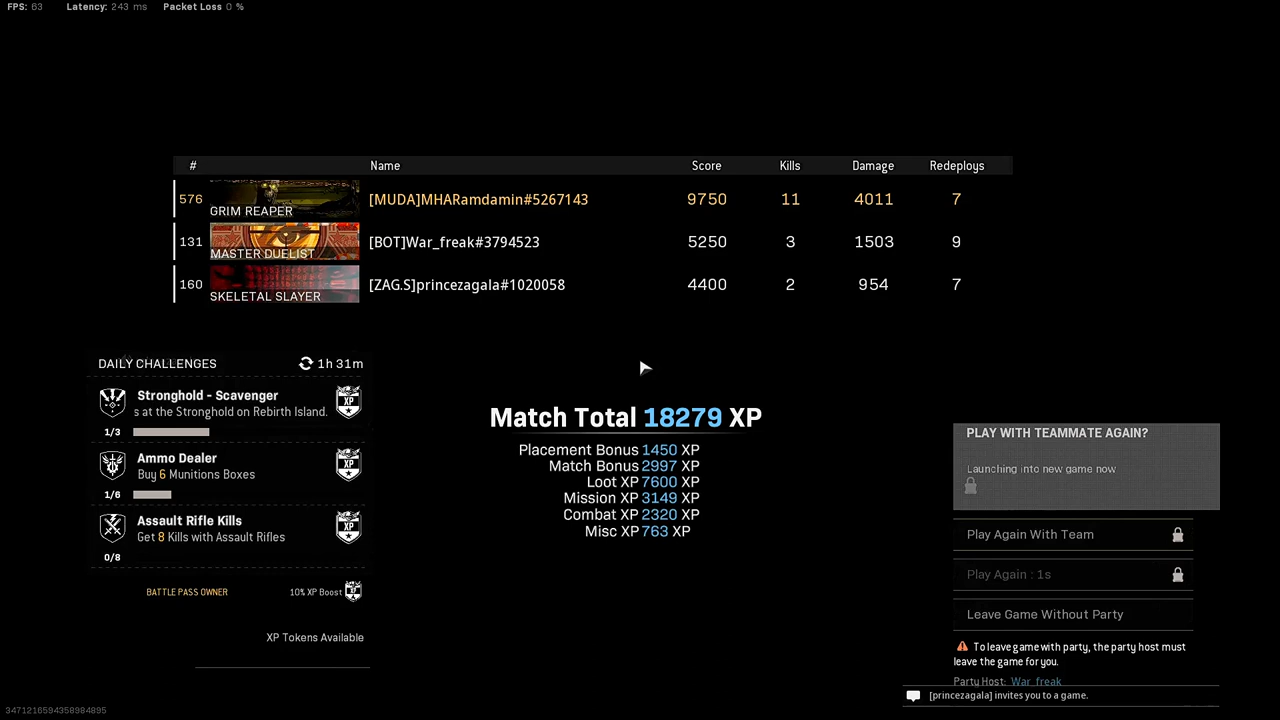 FPS: 63 Latency: 243 ms Packet Loss 0 %
# Name Score Kills Damage Redeploys
576 GRIM REAPER [MUDA]MHARamdamin#5267143 9750 11 4011 7
131 MASTER DUELIST [BOT]War_freak#3794523 5250 3 1503 9
160 SKELETAL SLAYER [ZAG.S]princezagala#1020058 4400 2 954 7
DAILY CHALLENGES 1h 31m
Stronghold - Scavenger
s at the Stronghold on Rebirth Island.
XP
1/3
Ammo Dealer
Buy 6 Munitions Boxes
XP
1/6
Assault Rifle Kills
Get 8 Kills with Assault Rifles
XP
0/8
BATTLE PASS OWNER 10% XP Boost
XP Tokens Available
Match Total 18279 XP
Placement Bonus 1450 XP
Match Bonus 2997 XP
Loot XP 7600 XP
Mission XP 3149 XP
Combat XP 2320 XP
Misc XP 763 XP
PLAY WITH TEAMMATE AGAIN?
Launching into new game now
Play Again With Team
Play Again : 1s
Leave Game Without Party
To leave game with party, the party host must
leave the game for you.
Party Host: War_freak
[princezagala] invites you to a game.
3471216594358984895